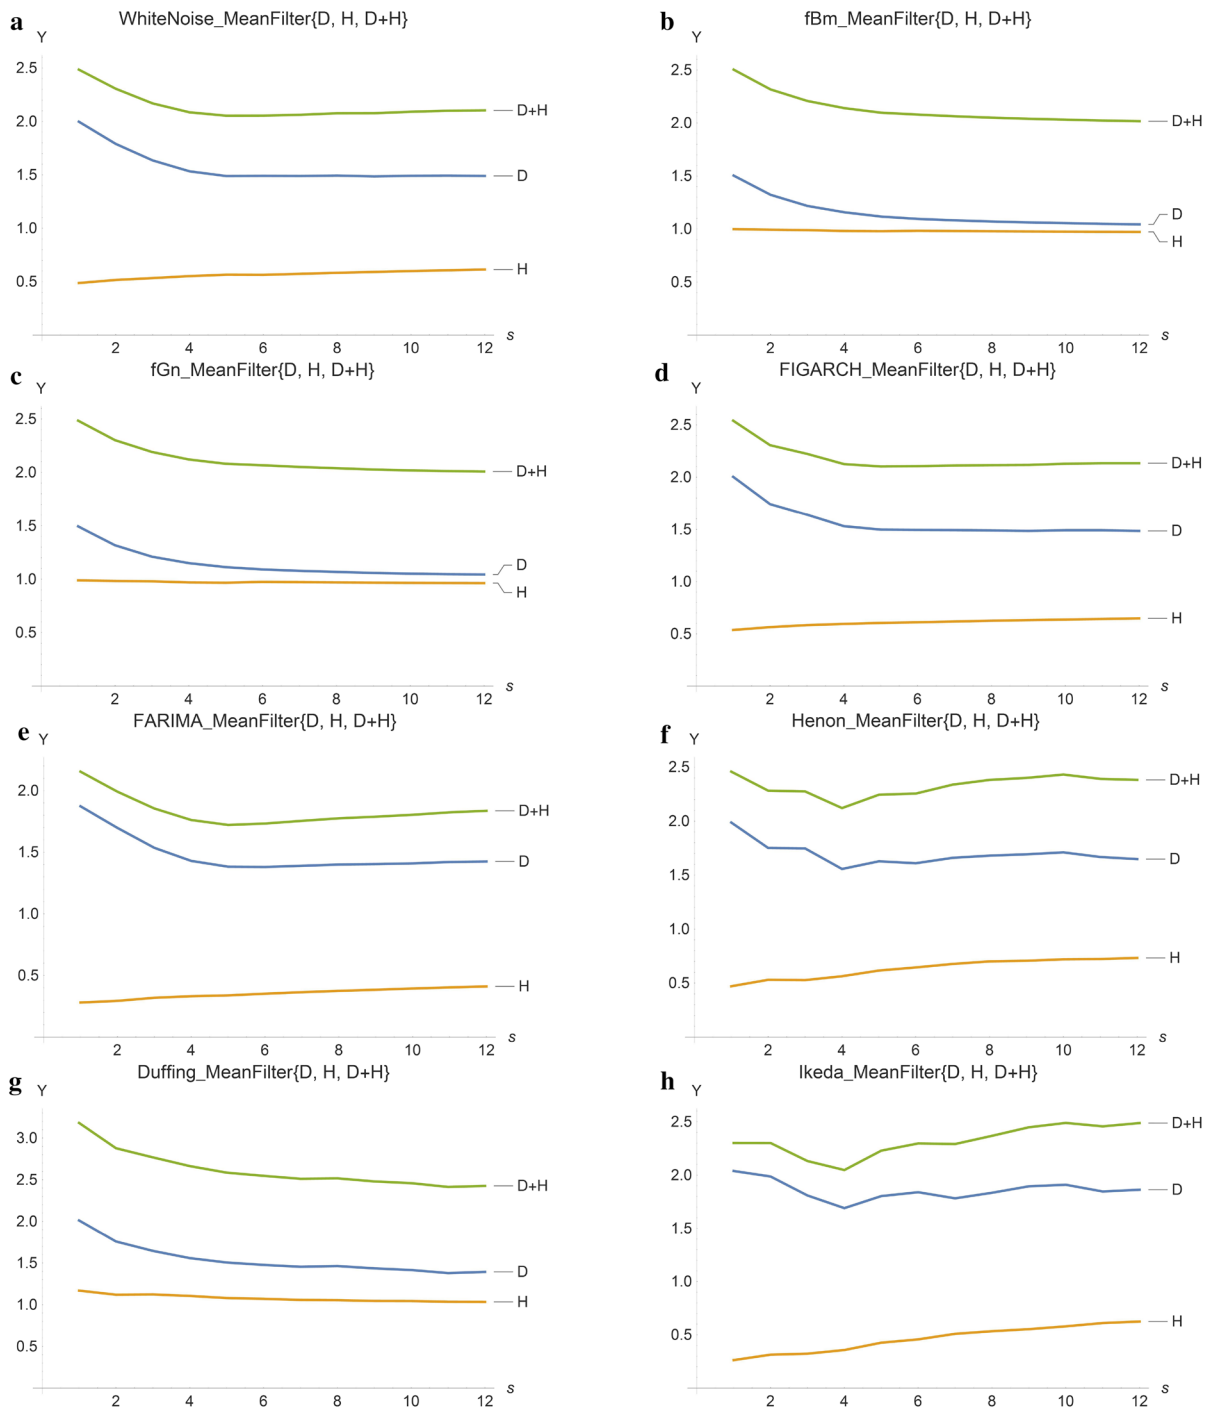 a WhiteNoise_MeanFilter{D, H, D+H}
Y
2.5
2.0
1.5
1.0
0.5
D+H
D
H
2 4 6 8 10 12 s
b fBm_MeanFilter{D, H, D+H}
Y
2.5
2.0
1.5
1.0
0.5
D+H
D
H
2 4 6 8 10 12 s
c fGn_MeanFilter{D, H, D+H}
Y
2.5
2.0
1.5
1.0
0.5
D+H
D
H
2 4 6 8 10 12 s
d FIGARCH_MeanFilter{D, H, D+H}
Y
2.5
2.0
1.5
1.0
0.5
D+H
D
H
2 4 6 8 10 12 s
e FARIMA_MeanFilter{D, H, D+H}
Y
2.0
1.5
1.0
0.5
D+H
D
H
2 4 6 8 10 12 s
f Henon_MeanFilter{D, H, D+H}
Y
2.5
2.0
1.5
1.0
0.5
D+H
D
H
2 4 6 8 10 12 s
g Duffing_MeanFilter{D, H, D+H}
Y
3.0
2.5
2.0
1.5
1.0
0.5
D+H
D
H
2 4 6 8 10 12 s
h Ikeda_MeanFilter{D, H, D+H}
Y
2.5
2.0
1.5
1.0
0.5
D+H
D
H
2 4 6 8 10 12 s